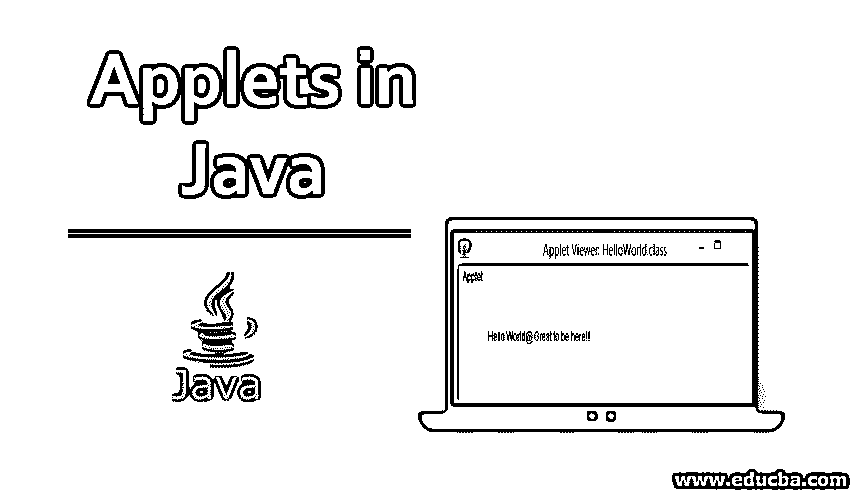 Applets in
Java
Java
Applet Viewer: HelloWorld.class
Applet
Hello World@Great to be here!!!
www.educba.com